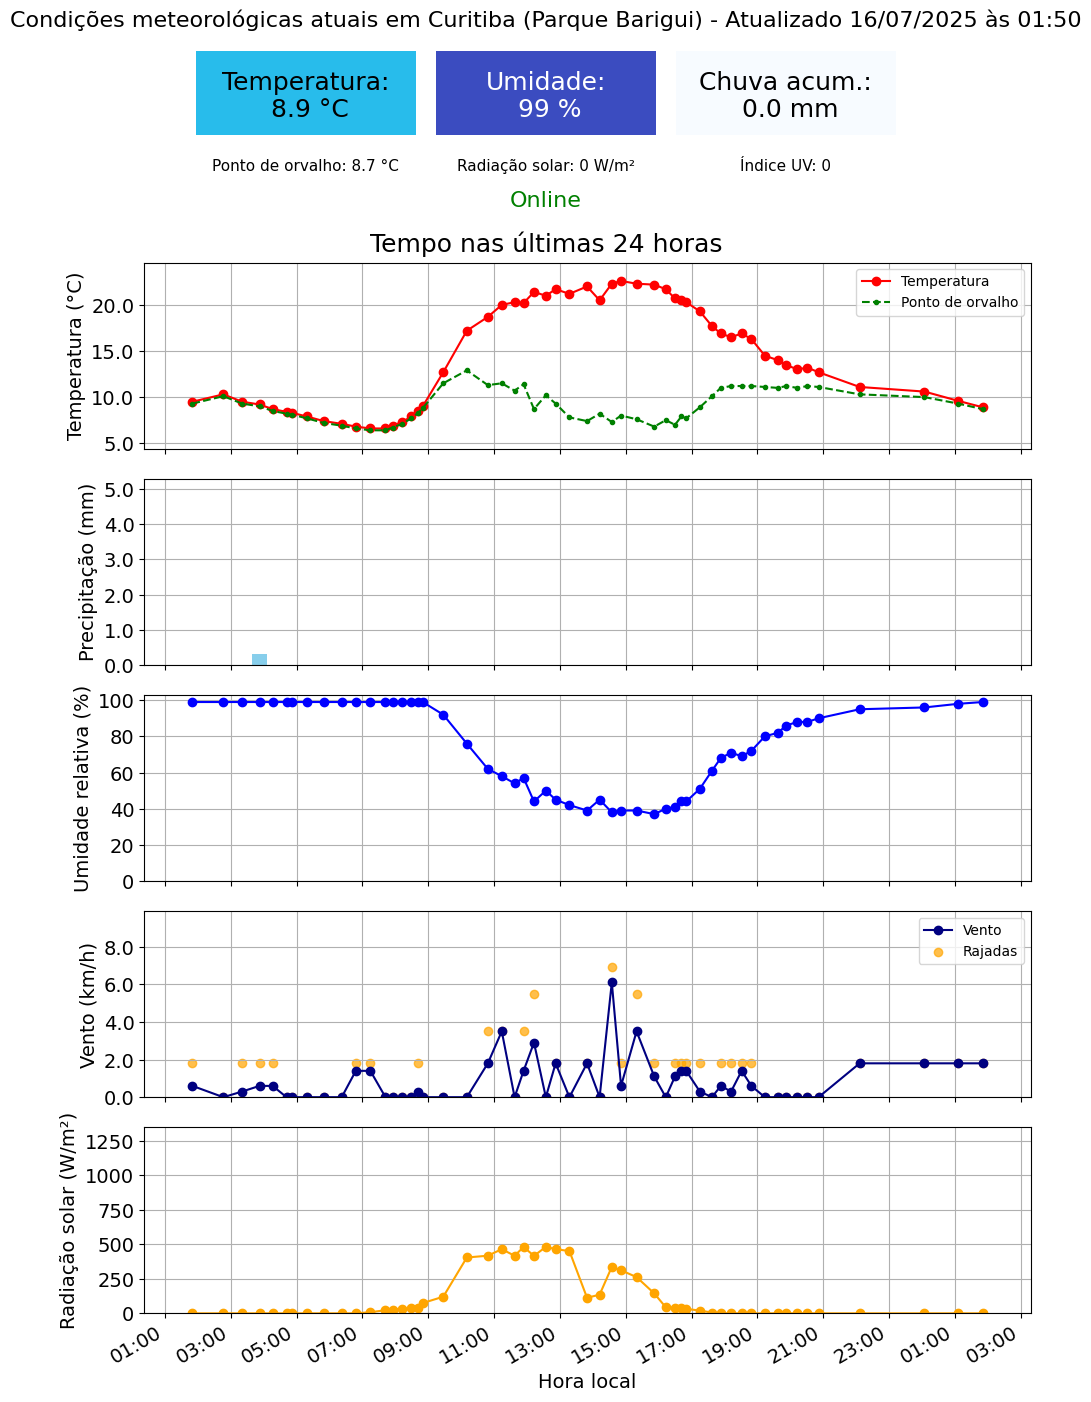 Condições meteorológicas atuais em Curitiba (Parque Barigui) - Atualizado 16/07/2025 às 01:50
Temperatura:
8.9 °C
Umidade:
99 %
Chuva acum.:
0.0 mm
Ponto de orvalho: 8.7 °C
Radiação solar: 0 W/m²
Índice UV: 0
Online
Tempo nas últimas 24 horas
Temperatura (°C)
20.0
15.0
10.0
5.0
Temperatura
Ponto de orvalho
Precipitação (mm)
5.0
4.0
3.0
2.0
1.0
0.0
Umidade relativa (%)
100
80
60
40
20
0
Vento (km/h)
8.0
6.0
4.0
2.0
0.0
Vento
Rajadas
Radiação solar (W/m²)
1250
1000
750
500
250
0
01:00
03:00
05:00
07:00
09:00
11:00
13:00
15:00
17:00
19:00
21:00
23:00
01:00
03:00
Hora local